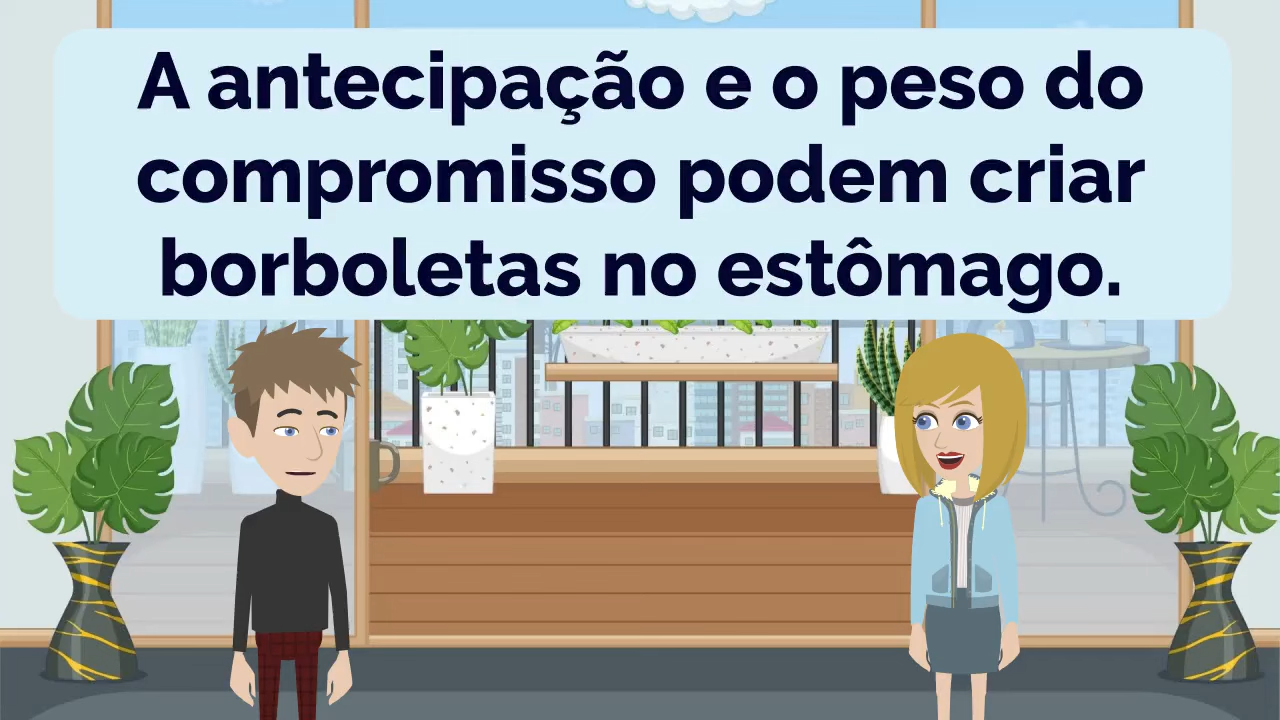 A antecipação e o peso do
compromisso podem criar
borboletas no estômago.